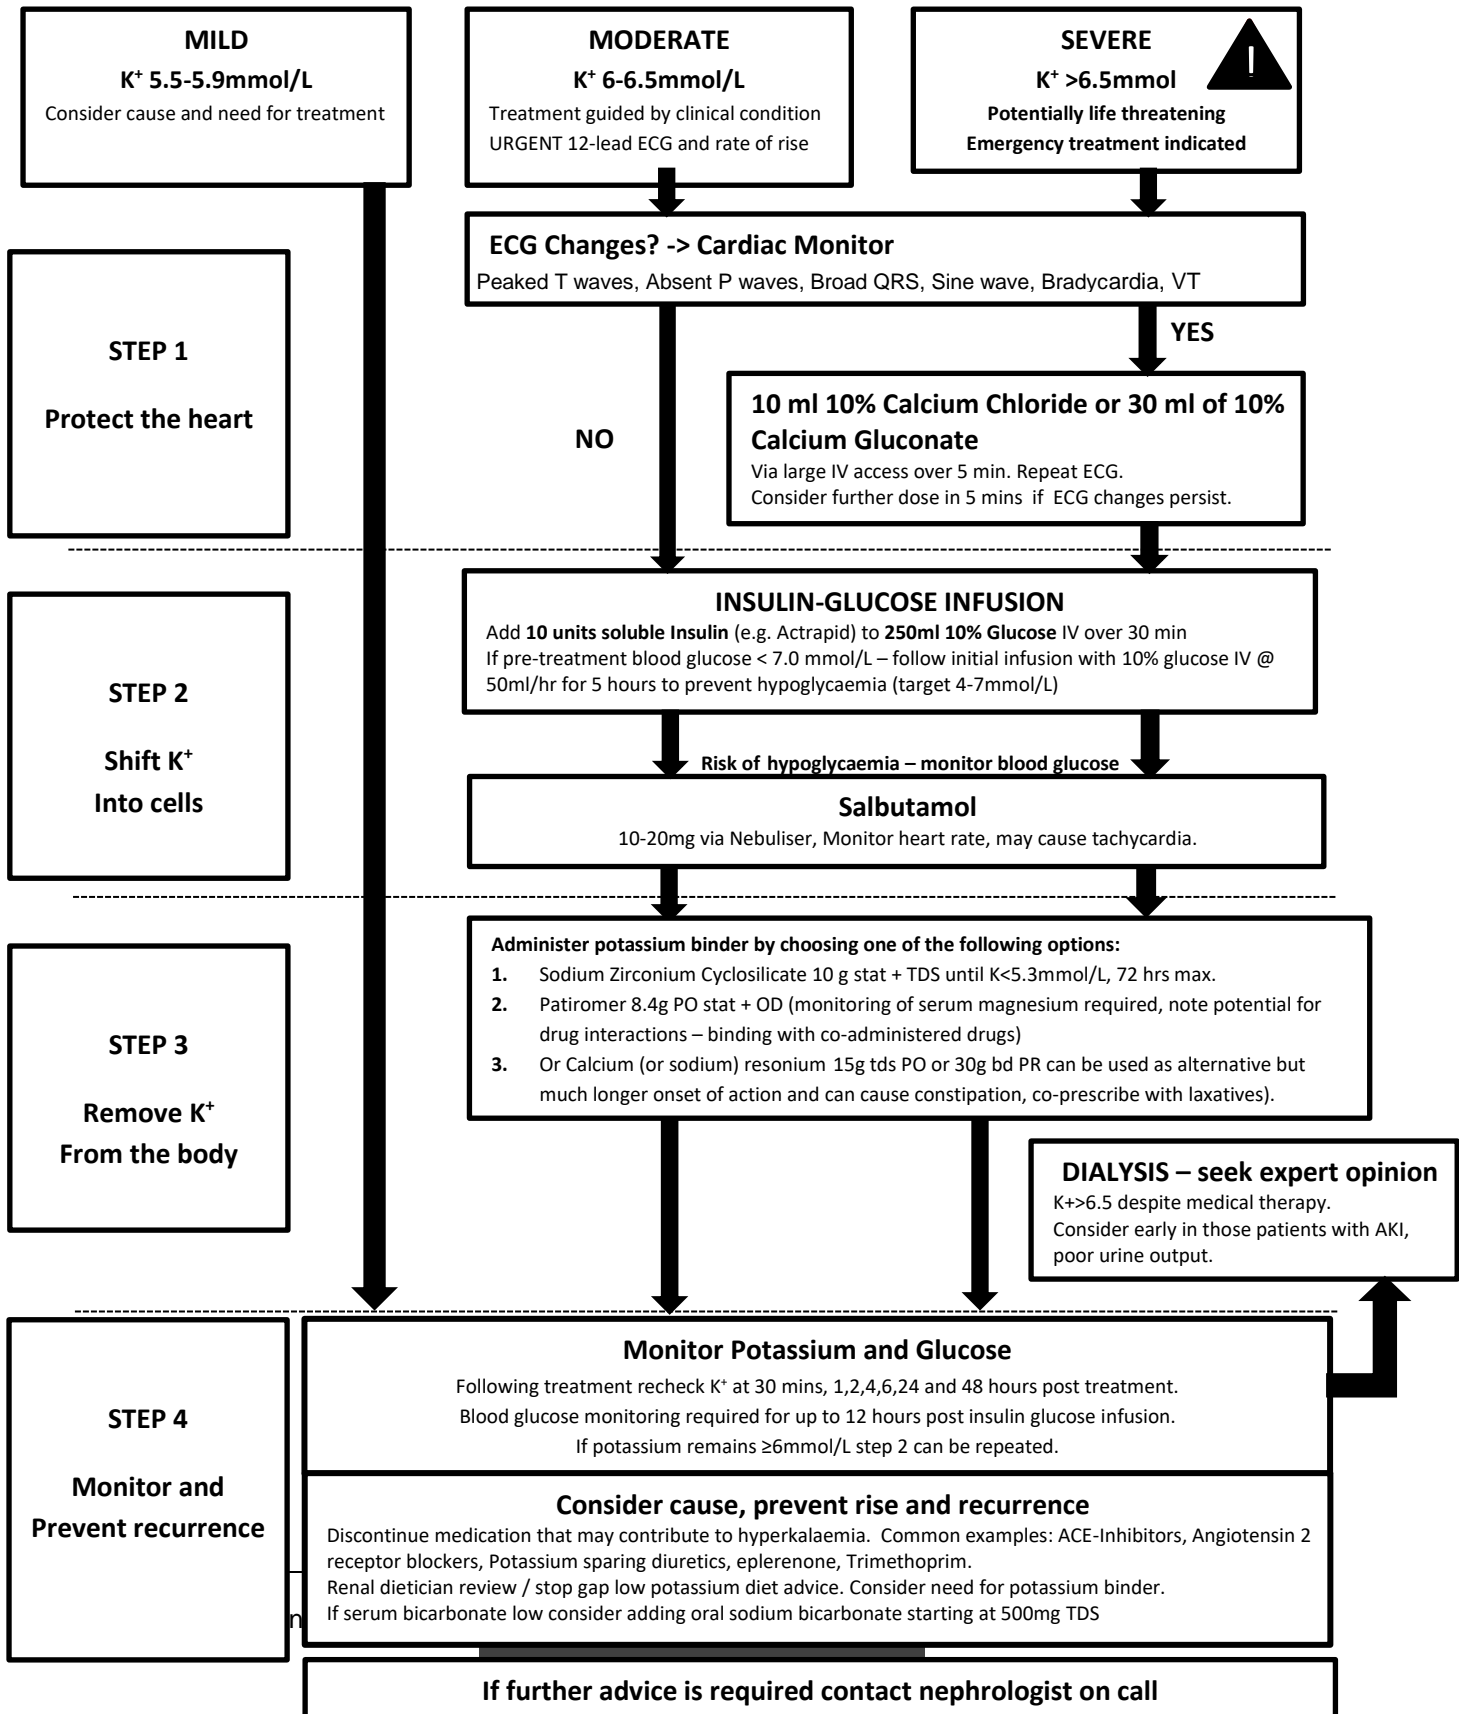 MILD
K⁺ 5.5-5.9mmol/L
Consider cause and need for treatment
MODERATE
K⁺ 6-6.5mmol/L
Treatment guided by clinical condition
URGENT 12-lead ECG and rate of rise
SEVERE
K⁺ >6.5mmol
Potentially life threatening
Emergency treatment indicated
!
ECG Changes? -> Cardiac Monitor
Peaked T waves, Absent P waves, Broad QRS, Sine wave, Bradycardia, VT
STEP 1
Protect the heart
NO
YES
10 ml 10% Calcium Chloride or 30 ml of 10%
Calcium Gluconate
Via large IV access over 5 min. Repeat ECG.
Consider further dose in 5 mins if ECG changes persist.
STEP 2
Shift K⁺
Into cells
INSULIN-GLUCOSE INFUSION
Add 10 units soluble Insulin (e.g. Actrapid) to 250ml 10% Glucose IV over 30 min
If pre-treatment blood glucose < 7.0 mmol/L – follow initial infusion with 10% glucose IV @
50ml/hr for 5 hours to prevent hypoglycaemia (target 4-7mmol/L)
Risk of hypoglycaemia – monitor blood glucose
Salbutamol
10-20mg via Nebuliser, Monitor heart rate, may cause tachycardia.
STEP 3
Remove K⁺
From the body
Administer potassium binder by choosing one of the following options:
1. Sodium Zirconium Cyclosilicate 10 g stat + TDS until K<5.3mmol/L, 72 hrs max.
2. Patiromer 8.4g PO stat + OD (monitoring of serum magnesium required, note potential for
drug interactions – binding with co-administered drugs)
3. Or Calcium (or sodium) resonium 15g tds PO or 30g bd PR can be used as alternative but
much longer onset of action and can cause constipation, co-prescribe with laxatives).
DIALYSIS – seek expert opinion
K+>6.5 despite medical therapy.
Consider early in those patients with AKI,
poor urine output.
STEP 4
Monitor and
Prevent recurrence
Monitor Potassium and Glucose
Following treatment recheck K⁺ at 30 mins, 1,2,4,6,24 and 48 hours post treatment.
Blood glucose monitoring required for up to 12 hours post insulin glucose infusion.
If potassium remains ≥6mmol/L step 2 can be repeated.
Consider cause, prevent rise and recurrence
Discontinue medication that may contribute to hyperkalaemia. Common examples: ACE-Inhibitors, Angiotensin 2
receptor blockers, Potassium sparing diuretics, eplerenone, Trimethoprim.
Renal dietician review / stop gap low potassium diet advice. Consider need for potassium binder.
If serum bicarbonate low consider adding oral sodium bicarbonate starting at 500mg TDS
If further advice is required contact nephrologist on call